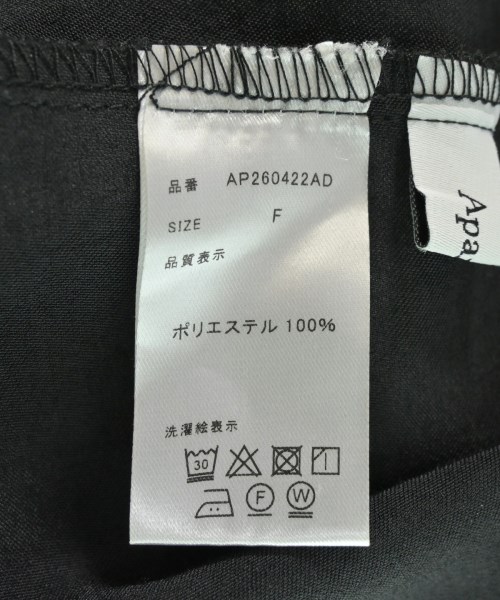 品番 AP260422AD
SIZE F
品質表示
ポリエステル 100%
洗濯絵表示
30
F W
Apa